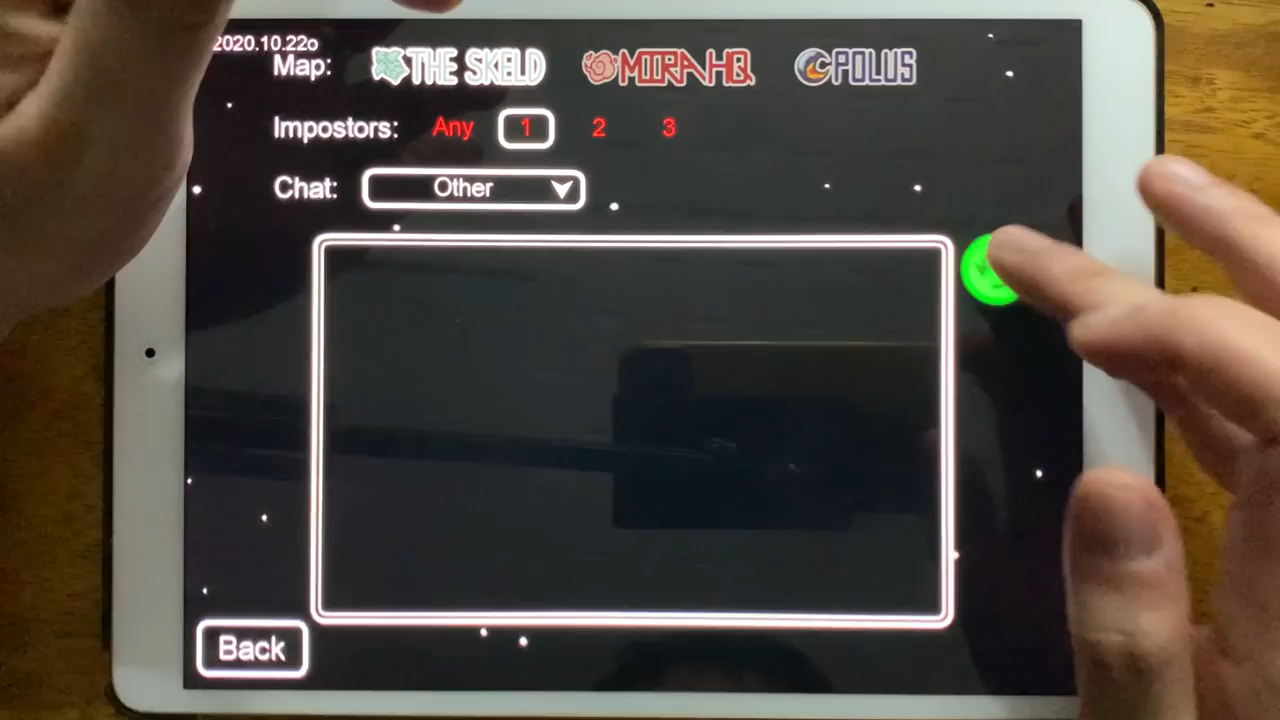 2020.10.22o
Map: THE SKELD MIRA HQ POLUS
Impostors: Any 1 2 3
Chat: Other
Back